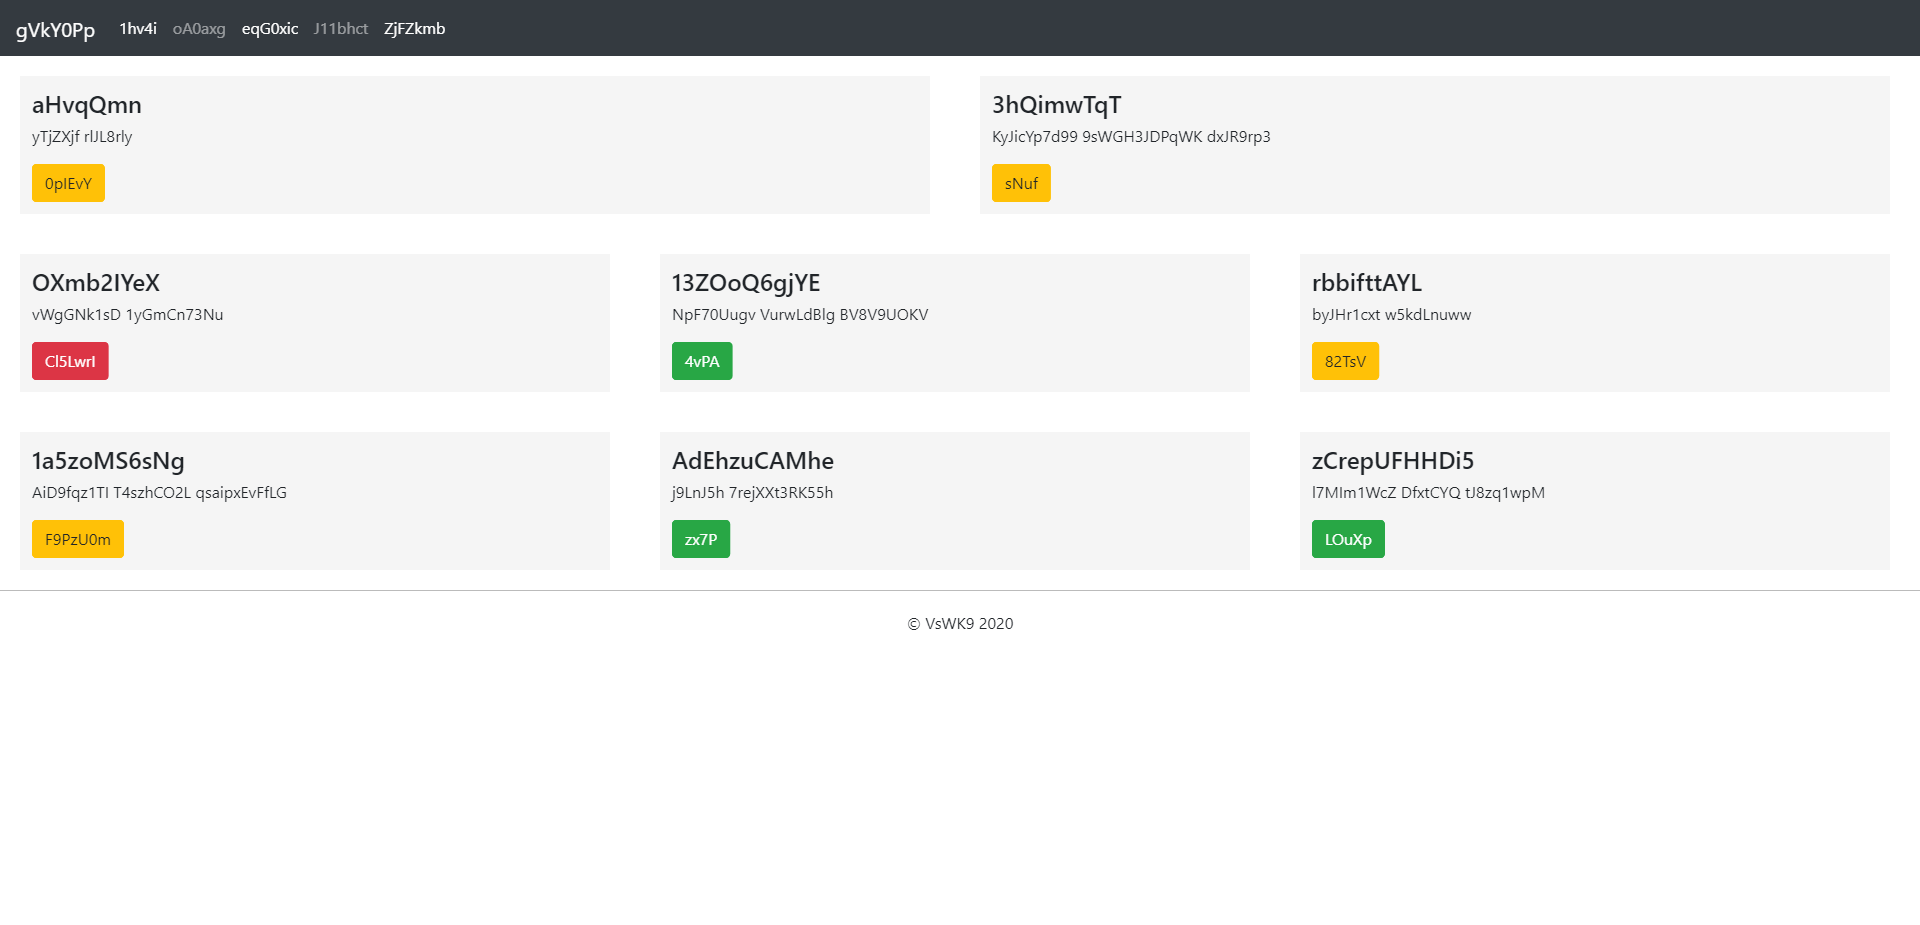 gVkY0Pp 1hv4i oA0axg eqG0xic J11bhct ZjFZkmb
aHvqQmn
yTjZXjf rlJL8rly
0pIEvY
3hQimwTqT
KyJicYp7d99 9sWGH3JDPqWK dxJR9rp3
sNuf
OXmb2IYeX
vWgGNk1sD 1yGmCn73Nu
Cl5LwrI
13ZOoQ6gjYE
NpF70Uugv VurwLdBlg BV8V9UOKV
4vPA
rbbifttAYL
byJHr1cxt w5kdLnuww
82TsV
1a5zoMS6sNg
AiD9fqz1TI T4szhCO2L qsaipxEvFfLG
F9PzU0m
AdEhzuCAMhe
j9LnJ5h 7rejXXt3RK55h
zx7P
zCrepUFHHDi5
l7MIm1WcZ DfxtCYQ tJ8zq1wpM
LOuXp
© VsWK9 2020